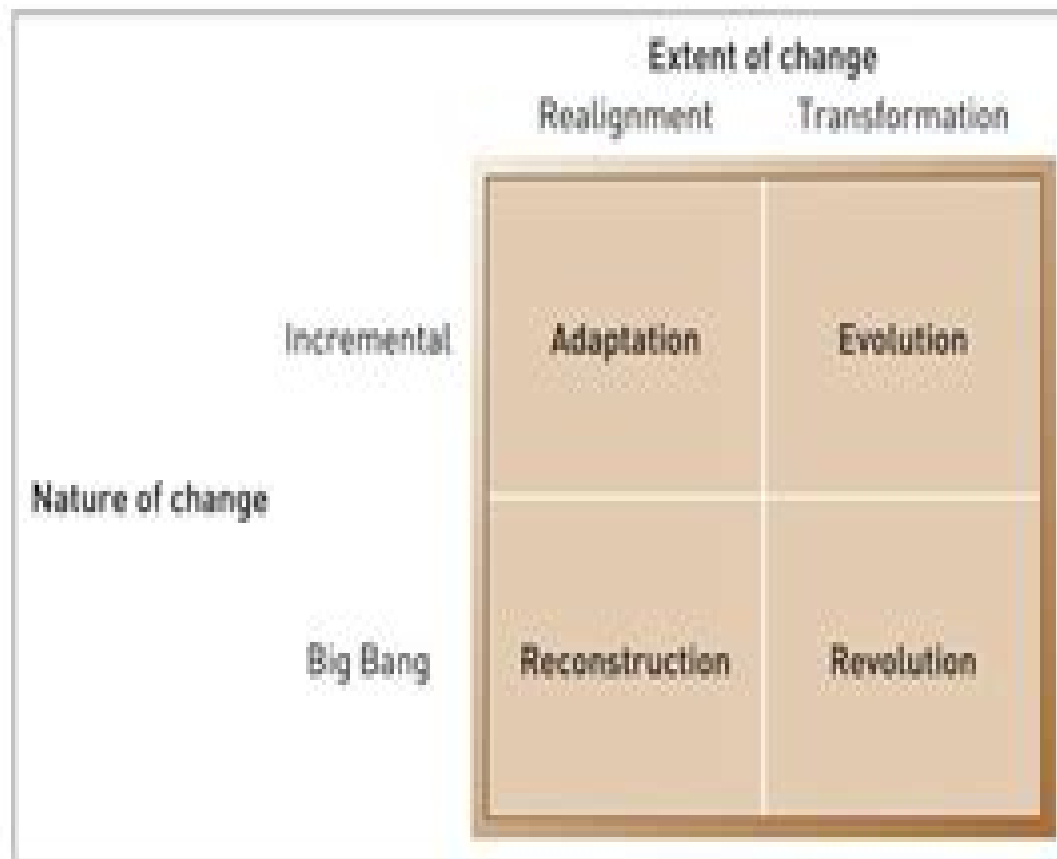 Extent of change
Realignment Transformation
Incremental Adaptation Evolution
Nature of change
Big Bang Reconstruction Revolution